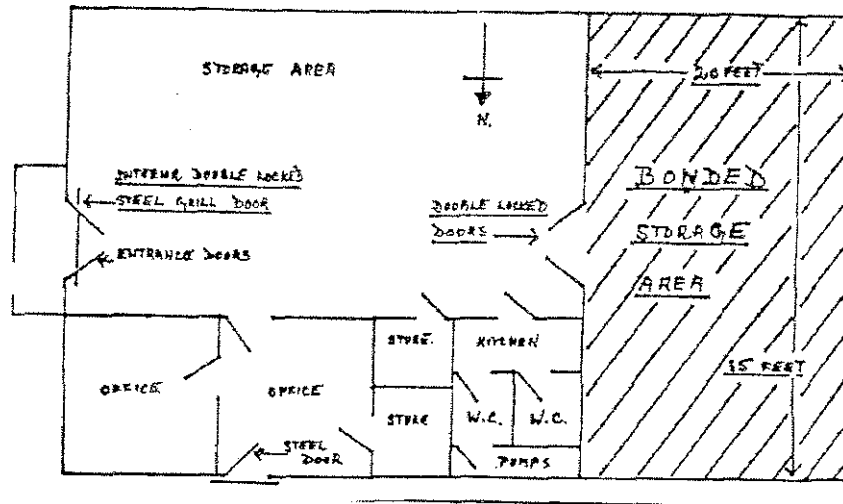 STORAGE AREA
N.
20 FEET
INTERNAL DOUBLE LOCKED
STEEL GRILL DOOR
ENTRANCE DOORS
DOUBLE LOCKED
DOORS
BONDED
STORAGE
AREA
35 FEET
OFFICE
OFFICE
STEEL
DOOR
STORE.
STORE
KITCHEN
W.C.
W.C.
PUMPS